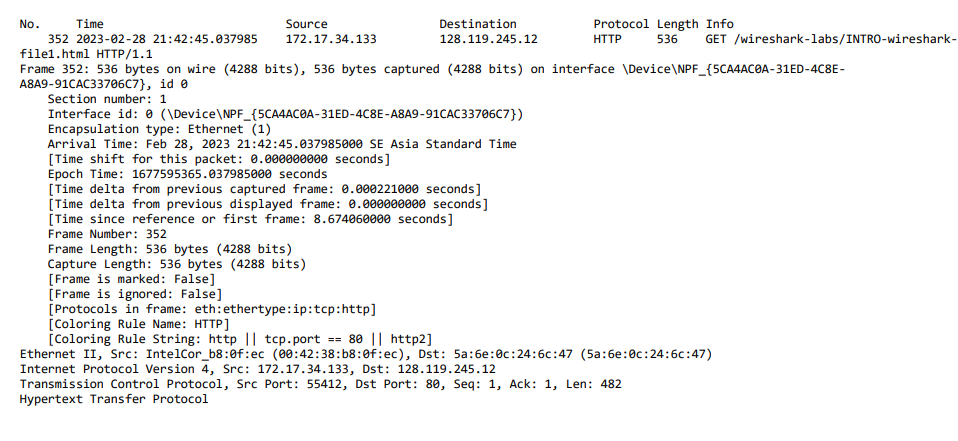 No. Time Source Destination Protocol Length Info
352 2023-02-28 21:42:45.037985 172.17.34.133 128.119.245.12 HTTP 536 GET /wireshark-labs/INTRO-wireshark-
file1.html HTTP/1.1
Frame 352: 536 bytes on wire (4288 bits), 536 bytes captured (4288 bits) on interface \Device\NPF_{5CA4AC0A-31ED-4C8E-
A8A9-91CAC33706C7}, id 0
Section number: 1
Interface id: 0 (\Device\NPF_{5CA4AC0A-31ED-4C8E-A8A9-91CAC33706C7})
Encapsulation type: Ethernet (1)
Arrival Time: Feb 28, 2023 21:42:45.037985000 SE Asia Standard Time
[Time shift for this packet: 0.000000000 seconds]
Epoch Time: 1677595365.037985000 seconds
[Time delta from previous captured frame: 0.000221000 seconds]
[Time delta from previous displayed frame: 0.000000000 seconds]
[Time since reference or first frame: 8.674060000 seconds]
Frame Number: 352
Frame Length: 536 bytes (4288 bits)
Capture Length: 536 bytes (4288 bits)
[Frame is marked: False]
[Frame is ignored: False]
[Protocols in frame: eth:ethertype:ip:tcp:http]
[Coloring Rule Name: HTTP]
[Coloring Rule String: http || tcp.port == 80 || http2]
Ethernet II, Src: IntelCor_b8:0f:ec (00:42:38:b8:0f:ec), Dst: 5a:6e:0c:24:6c:47 (5a:6e:0c:24:6c:47)
Internet Protocol Version 4, Src: 172.17.34.133, Dst: 128.119.245.12
Transmission Control Protocol, Src Port: 55412, Dst Port: 80, Seq: 1, Ack: 1, Len: 482
Hypertext Transfer Protocol